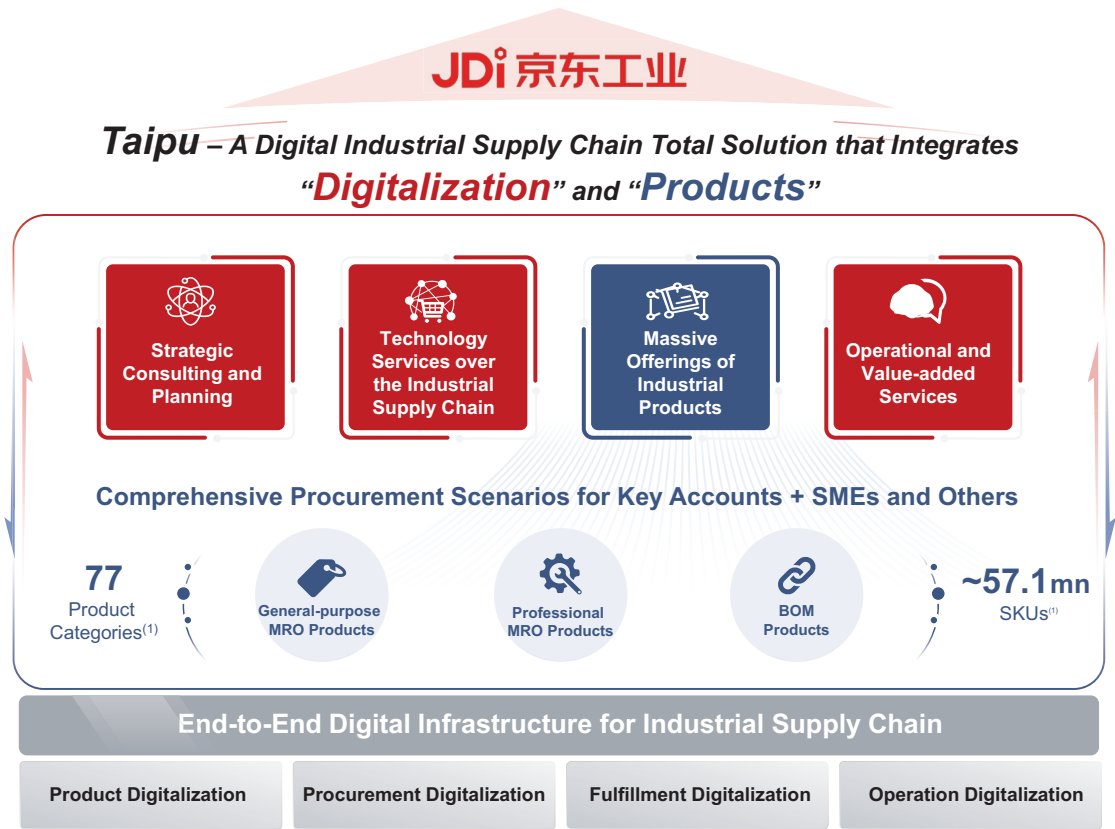 JDi 京东工业
Taipu – A Digital Industrial Supply Chain Total Solution that Integrates
“Digitalization” and “Products”
Strategic
Consulting and
Planning
Technology
Services over
the Industrial
Supply Chain
Massive
Offerings of
Industrial
Products
Operational and
Value-added
Services
Comprehensive Procurement Scenarios for Key Accounts + SMEs and Others
77
Product
Categories(1)
General-purpose
MRO Products
Professional
MRO Products
BOM
Products
~57.1mn
SKUs(1)
End-to-End Digital Infrastructure for Industrial Supply Chain
Product Digitalization
Procurement Digitalization
Fulfillment Digitalization
Operation Digitalization